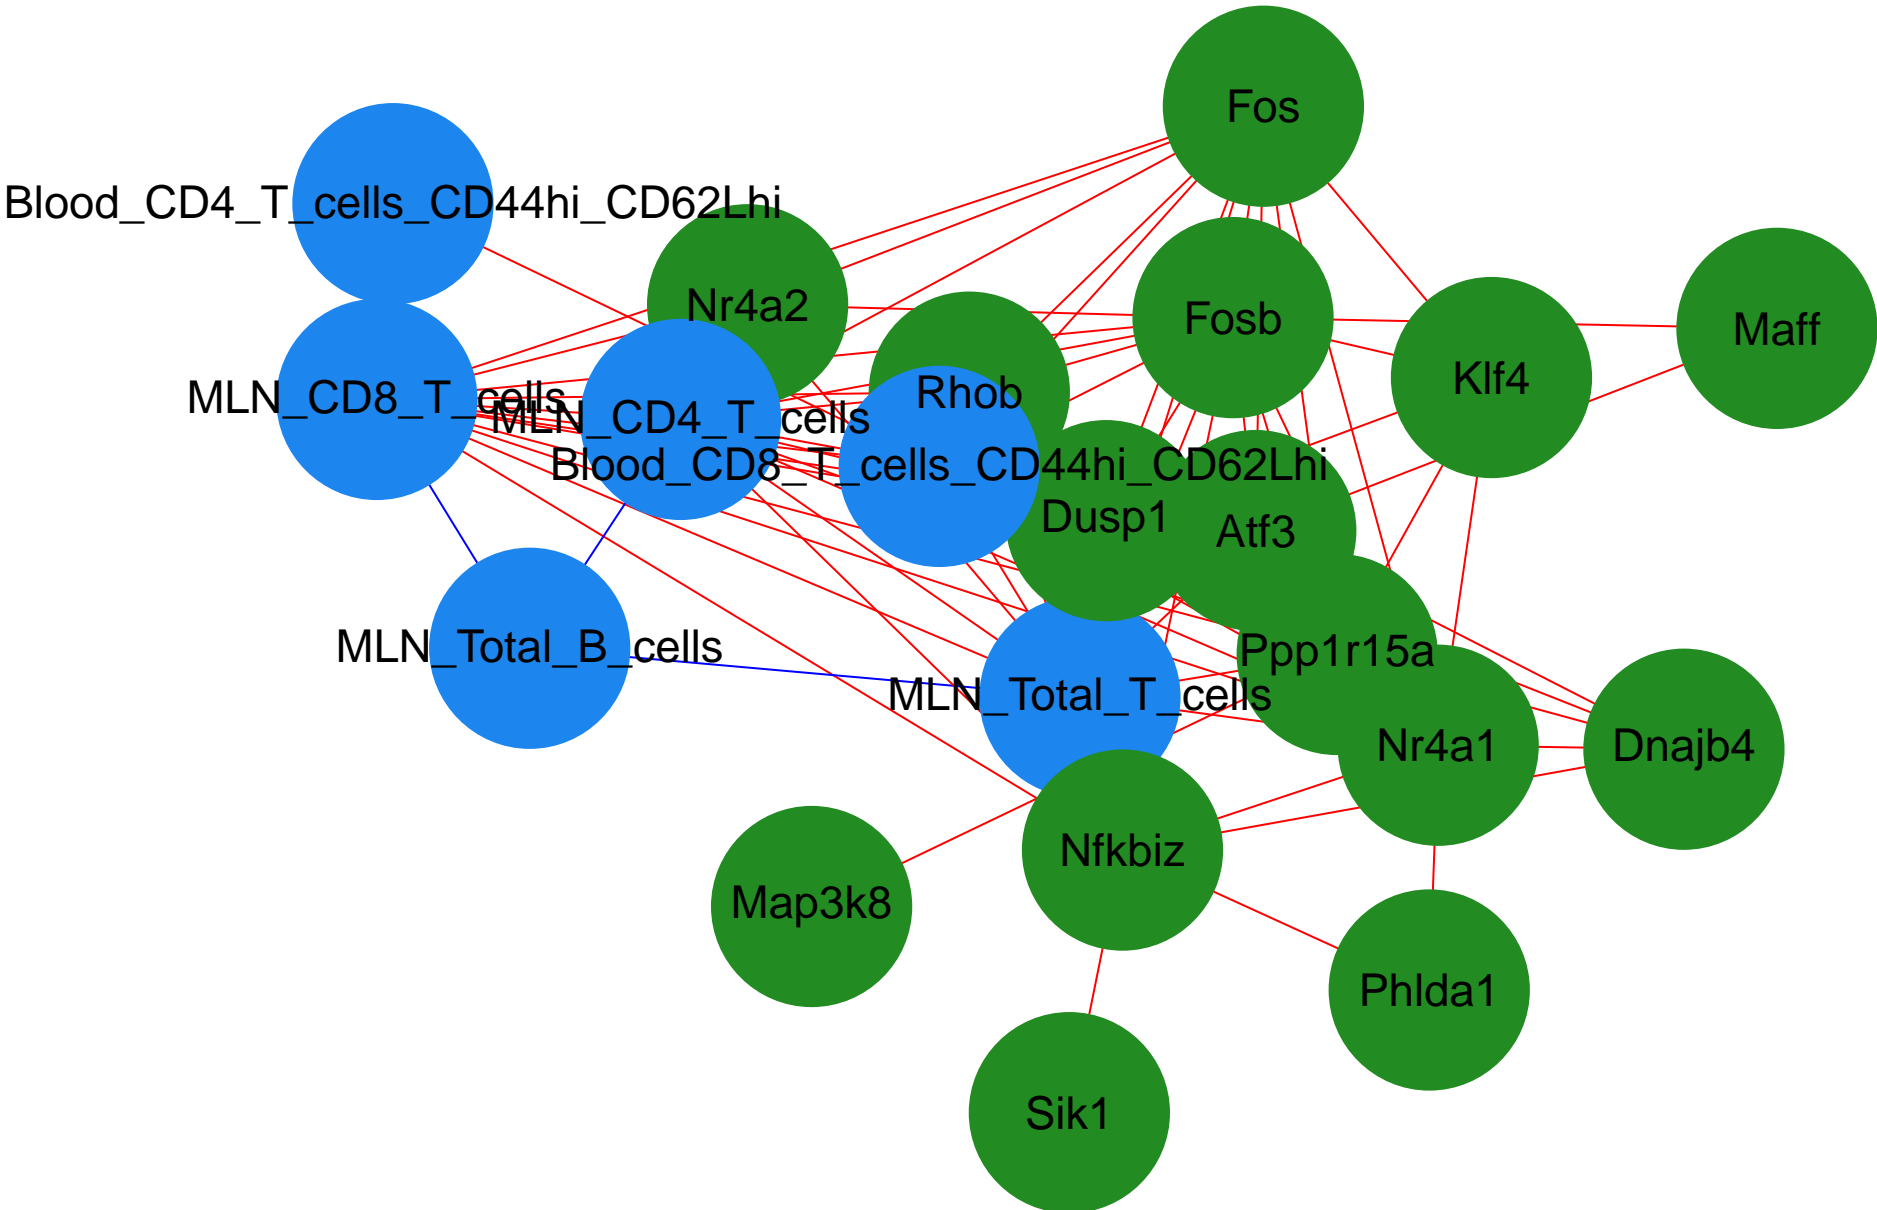 Fos
Blood_CD4_T_cells_CD44hi_CD62Lhi
Nr4a2
Fosb
Maff
Klf4
Rhob
MLN_CD8_T_cells
MLN_CD4_T_cells
Blood_CD8_T_cells_CD44hi_CD62Lhi
Dusp1
Atf3
MLN_Total_B_cells
Ppp1r15a
MLN_Total_T_cells
Nr4a1
Dnajb4
Nfkbiz
Map3k8
Phlda1
Sik1